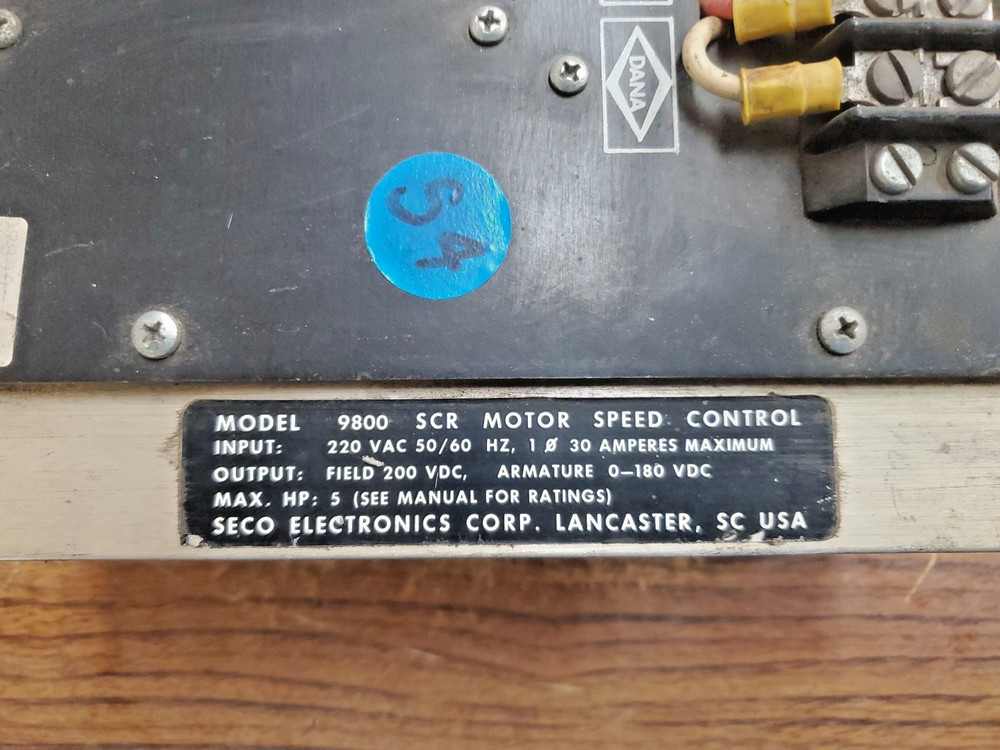 DANA
54
MODEL 9800 SCR MOTOR SPEED CONTROL
INPUT: 220 VAC 50/60 HZ, 1 Ø 30 AMPERES MAXIMUM
OUTPUT: FIELD 200 VDC, ARMATURE 0–180 VDC
MAX. HP: 5 (SEE MANUAL FOR RATINGS)
SECO ELECTRONICS CORP. LANCASTER, SC USA